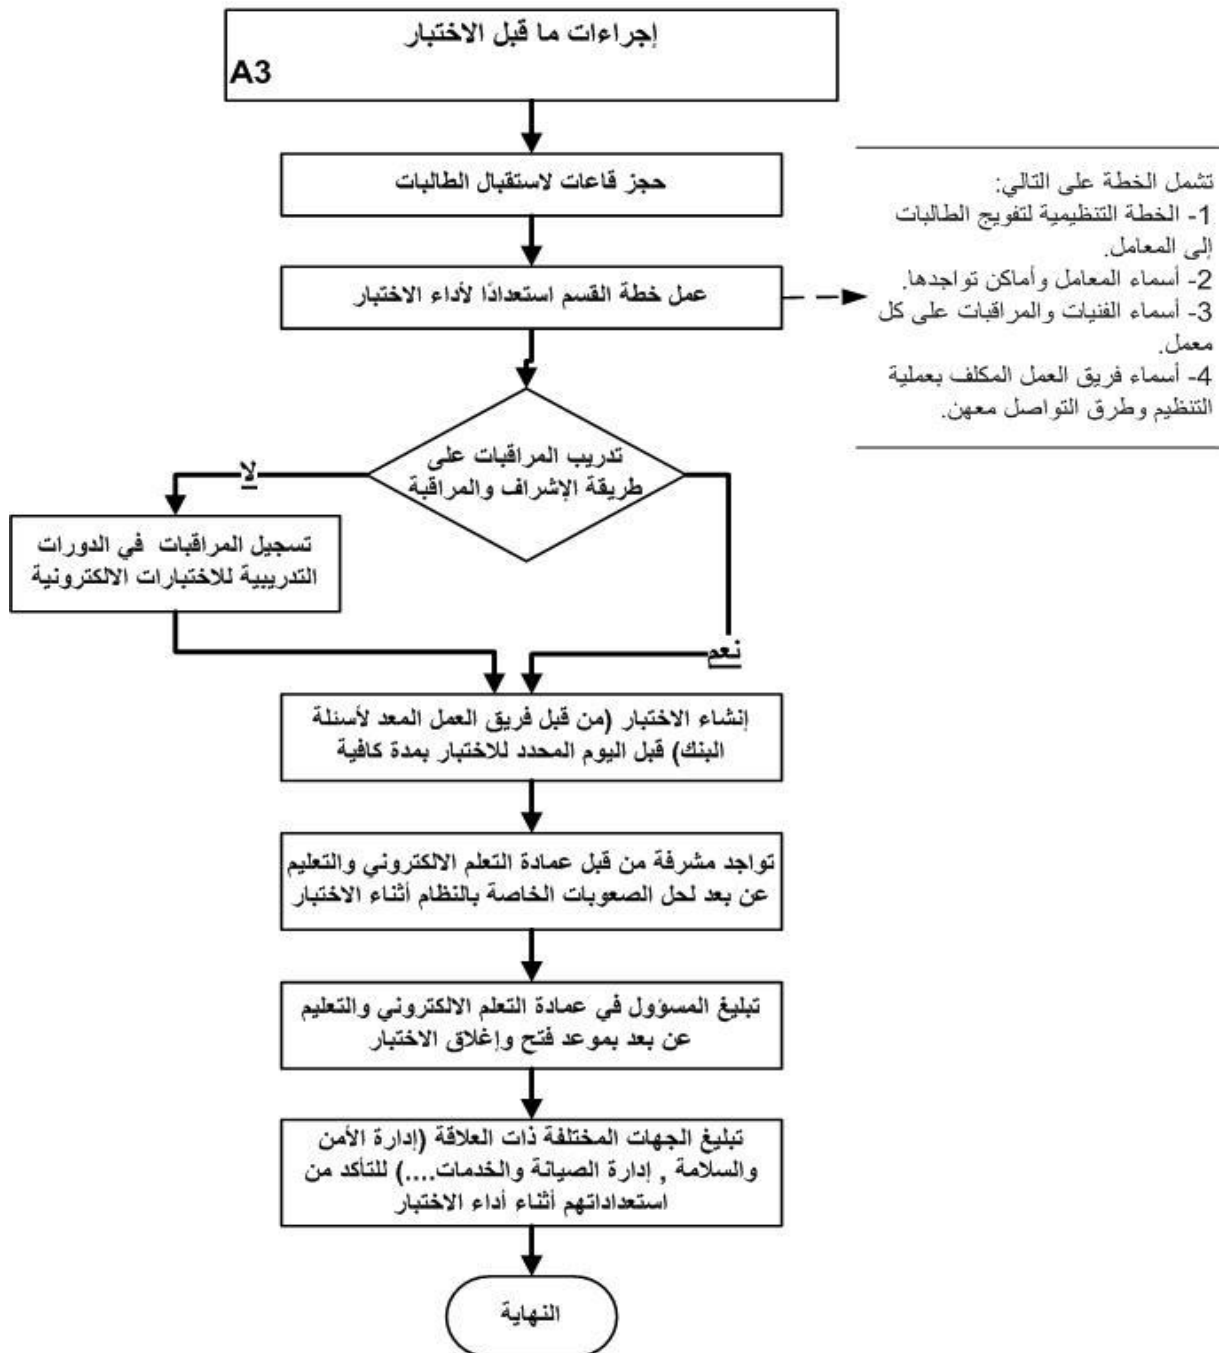 إجراءات ما قبل الاختبار
A3
حجز قاعات لاستقبال الطالبات
عمل خطة القسم استعدادًا لأداء الاختبار
تشمل الخطة على التالي:
1- الخطة التنظيمية لتفويج الطالبات
إلى المعامل.
2- أسماء المعامل وأماكن تواجدها.
3- أسماء الفنيات والمراقبات على كل
معمل.
4- أسماء فريق العمل المكلف بعملية
التنظيم وطرق التواصل معهن.
تدريب المراقبات على
طريقة الإشراف والمراقبة
لا
تسجيل المراقبات في الدورات
التدريبية للاختبارات الالكترونية
نعم
إنشاء الاختبار (من قبل فريق العمل المعد لأسئلة
البنك) قبل اليوم المحدد للاختبار بمدة كافية
تواجد مشرفة من قبل عمادة التعلم الالكتروني والتعليم
عن بعد لحل الصعوبات الخاصة بالنظام أثناء الاختبار
تبليغ المسؤول في عمادة التعلم الالكتروني والتعليم
عن بعد بموعد فتح وإغلاق الاختبار
تبليغ الجهات المختلفة ذات العلاقة (إدارة الأمن
والسلامة , إدارة الصيانة والخدمات....) للتأكد من
استعداداتهم أثناء أداء الاختبار
النهاية